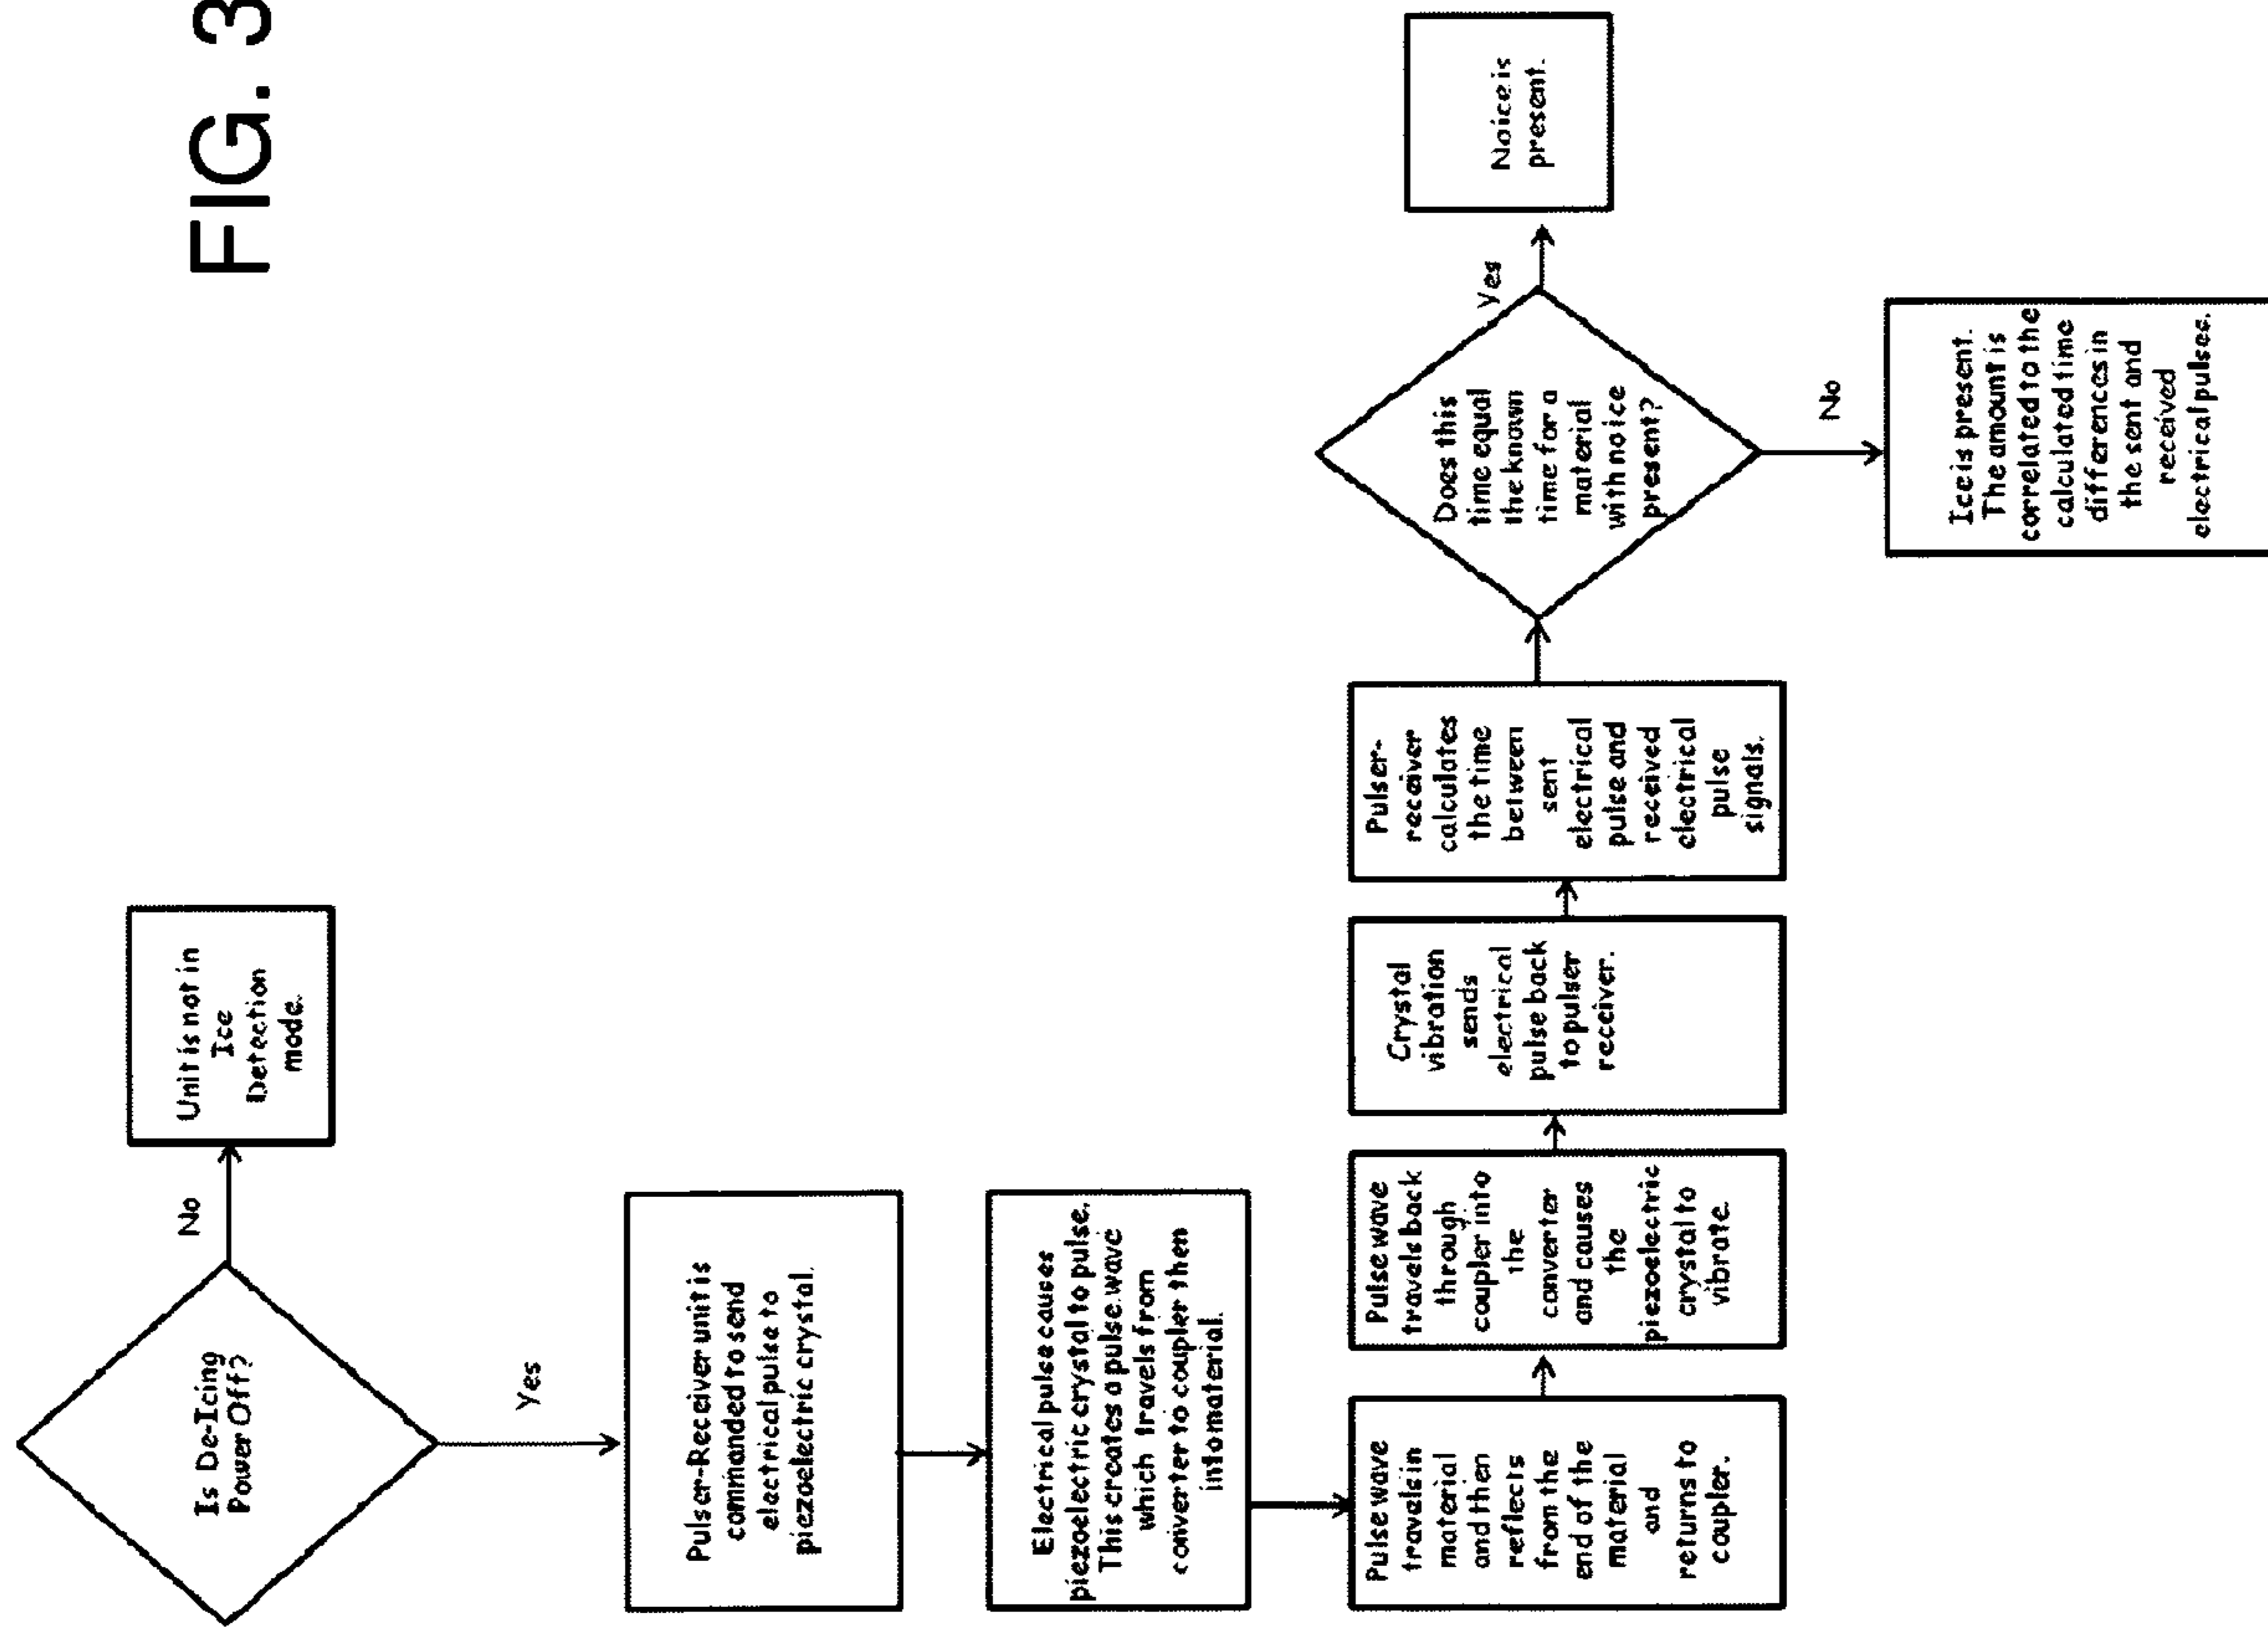 FIG. 3
Is De-Icing
Power Off?
No
Unit is not in
Ice
Detection
mode.
Yes
Pulser-Receiver unit is
commanded to send
electrical pulse to
piezoelectric crystal.
Electrical pulse causes
piezoelectric crystal to pulse.
This creates a pulse wave
which travels from
converter to coupler then
into material.
Pulse wave
travels in
material
and then
reflects
from the
end of the
material
and
returns to
coupler.
Pulse wave
travels back
through
coupler into
the
converter
and causes
the
piezoelectric
crystal to
vibrate.
Crystal
vibration
sends
electrical
pulse back
to pulser
receiver.
Pulser-
receiver
calculates
the time
between
sent
electrical
pulse and
received
electrical
pulse
signals.
Does this
time equal
the known
time for a
material
with no ice
present?
Yes
No ice is
present.
No
Ice is present.
The amount is
correlated to the
calculated time
differences in
the sent and
received
electrical pulses.